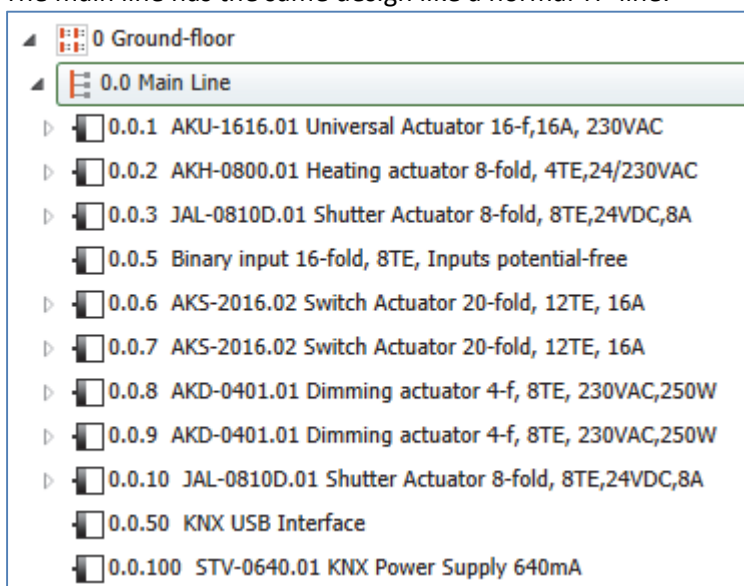 The main line has the same design like a normal TP line.
0 Ground-floor
0.0 Main Line
0.0.1 AKU-1616.01 Universal Actuator 16-f,16A, 230VAC
0.0.2 AKH-0800.01 Heating actuator 8-fold, 4TE,24/230VAC
0.0.3 JAL-0810D.01 Shutter Actuator 8-fold, 8TE,24VDC,8A
0.0.5 Binary input 16-fold, 8TE, Inputs potential-free
0.0.6 AKS-2016.02 Switch Actuator 20-fold, 12TE, 16A
0.0.7 AKS-2016.02 Switch Actuator 20-fold, 12TE, 16A
0.0.8 AKD-0401.01 Dimming actuator 4-f, 8TE, 230VAC,250W
0.0.9 AKD-0401.01 Dimming actuator 4-f, 8TE, 230VAC,250W
0.0.10 JAL-0810D.01 Shutter Actuator 8-fold, 8TE,24VDC,8A
0.0.50 KNX USB Interface
0.0.100 STV-0640.01 KNX Power Supply 640mA